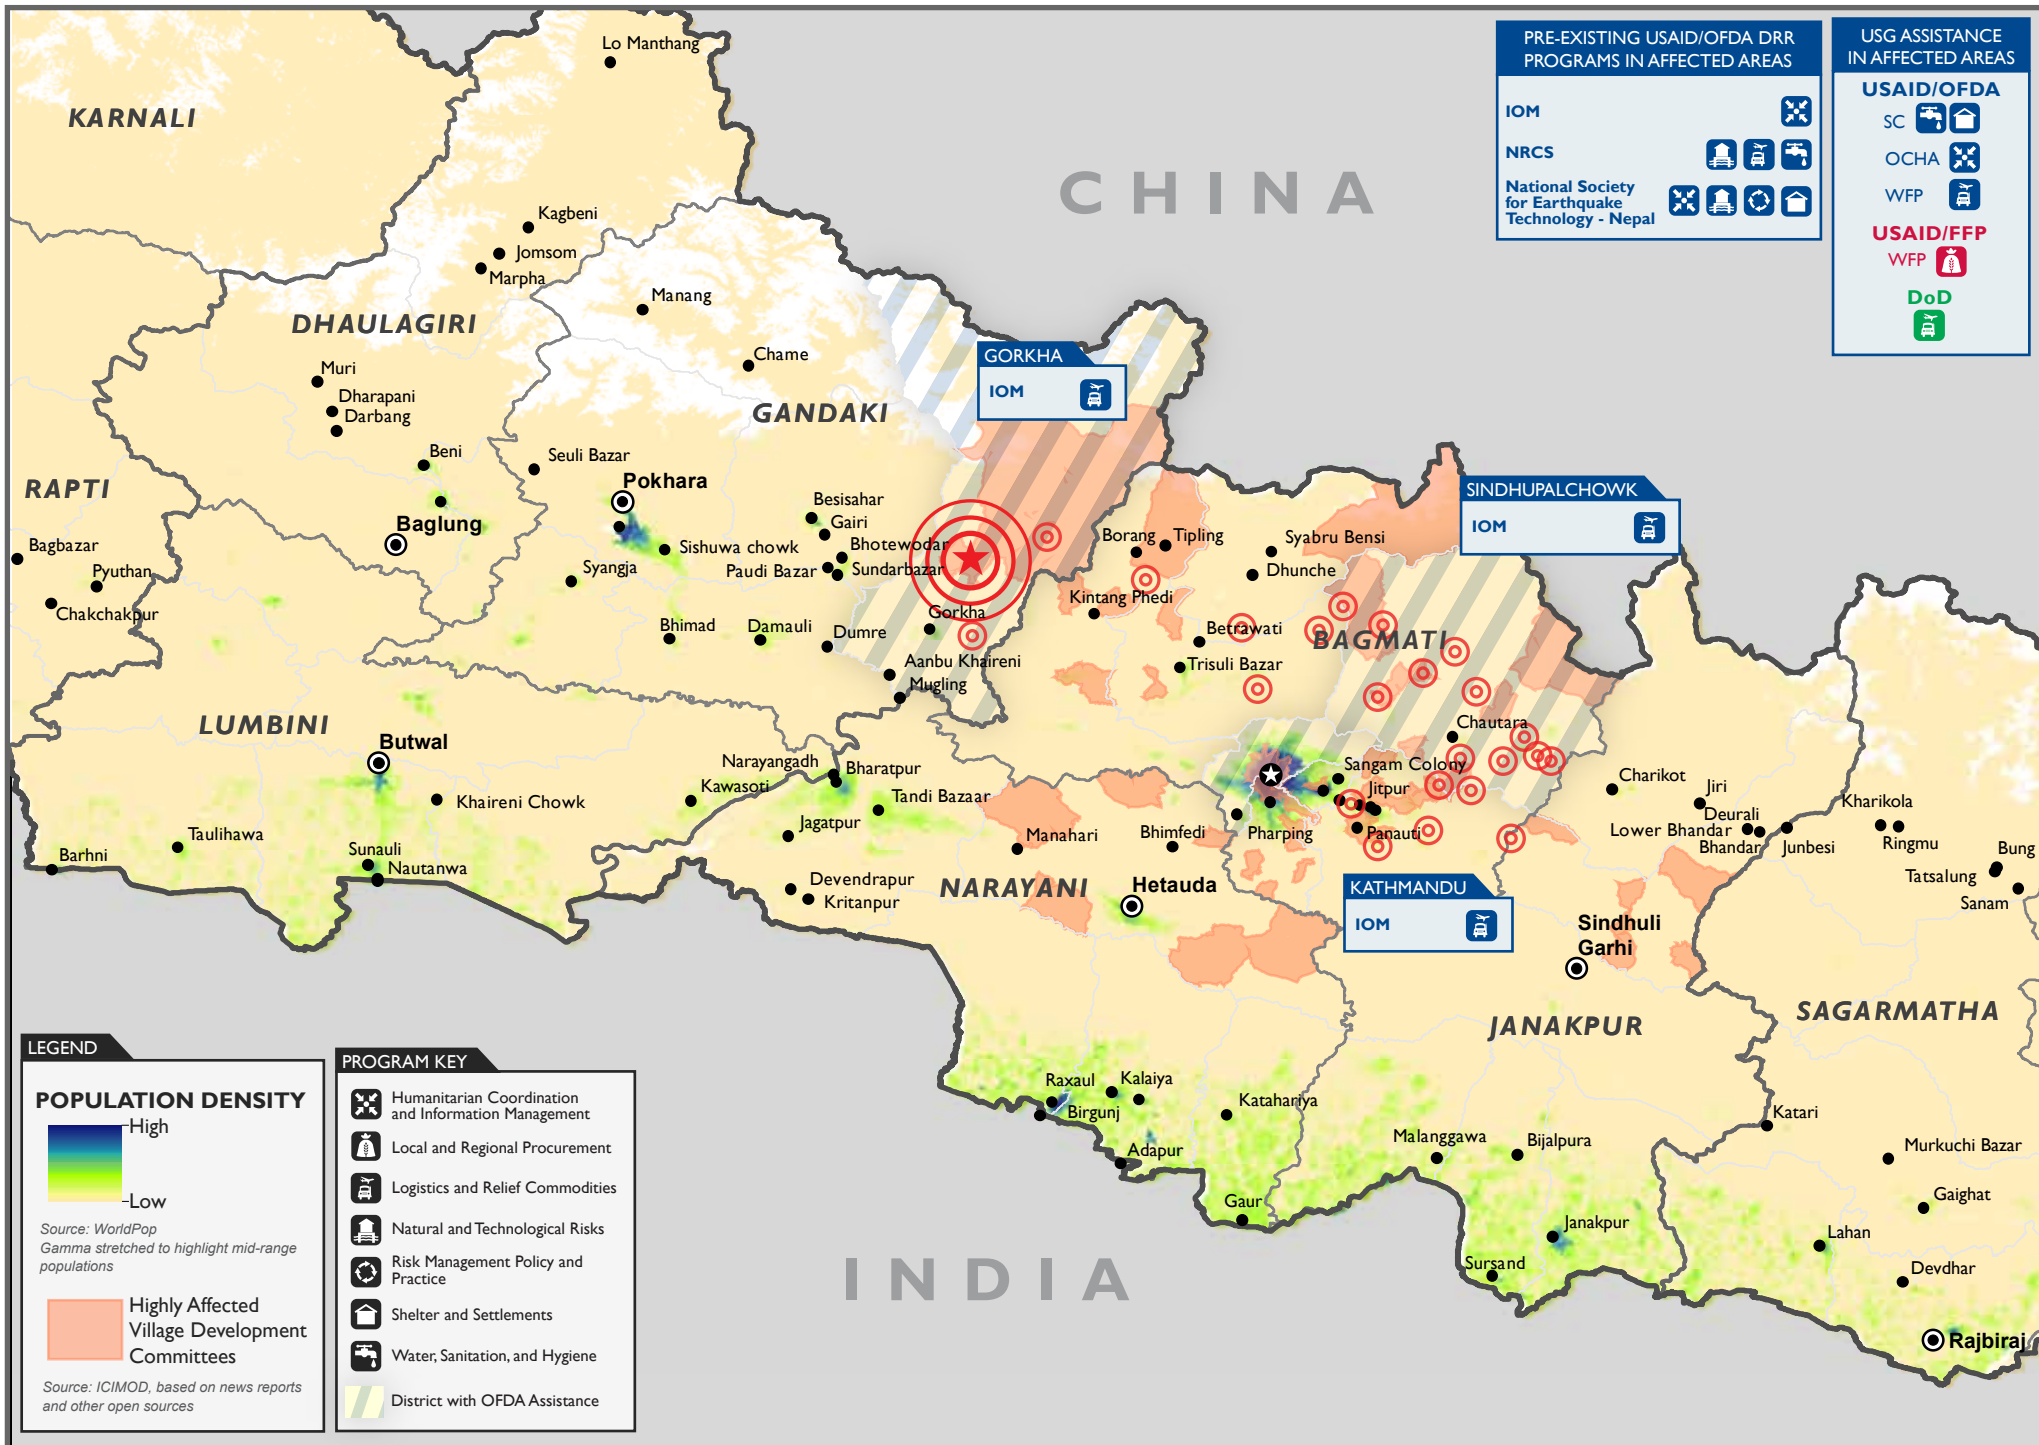 PRE-EXISTING USAID/OFDA DRR
PROGRAMS IN AFFECTED AREAS
IOM
NRCS
National Society
for Earthquake
Technology - Nepal
USG ASSISTANCE
IN AFFECTED AREAS
USAID/OFDA
SC
OCHA
WFP
USAID/FFP
WFP
DoD
CHINA
INDIA
KARNALI
Lo Manthang
Kagbeni
Jomsom
Marpha
Manang
DHAULAGIRI
Chame
Muri
Dharapani
Darbang
GANDAKI
GORKHA
IOM
Beni
Seuli Bazar
RAPTI
Pokhara
Baglung
Besisahar
Gairi
Bhotewodar
Sishuwa chowk
Paudi Bazar
Sundarbazar
Bagbazar
Pyuthan
Chakchakpur
Syangja
Gorkha
Bhimad
Damauli
Dumre
Aanbu Khaireni
Mugling
SINDHUPALCHOWK
IOM
Borang
Tipling
Syabru Bensi
Dhunche
Kintang Phedi
Betrawati
BAGMATI
Trisuli Bazar
Chautara
LUMBINI
Butwal
Narayangadh
Bharatpur
Kawasoti
Tandi Bazaar
Khaireni Chowk
Jagatpur
Taulihawa
Sunauli
Nautanwa
Barhni
Devendrapur
Kritanpur
Sangam Colony
Jitpur
Pharping
Panauti
Manahari
Bhimfedi
NARAYANI
Hetauda
KATHMANDU
IOM
Charikot
Jiri
Deurali
Lower Bhandar
Bhandar
Junbesi
Kharikola
Ringmu
Bung
Tatsalung
Sanam
Sindhuli
Garhi
JANAKPUR
SAGARMATHA
Raxaul
Kalaiya
Birgunj
Katahariya
Adapur
Gaur
Malanggawa
Bijalpura
Janakpur
Sursand
Katari
Murkuchi Bazar
Gaighat
Lahan
Devdhar
Rajbiraj
LEGEND
POPULATION DENSITY
High
Low
Source: WorldPop
Gamma stretched to highlight mid-range
populations
Highly Affected
Village Development
Committees
Source: ICIMOD, based on news reports
and other open sources
PROGRAM KEY
Humanitarian Coordination
and Information Management
Local and Regional Procurement
Logistics and Relief Commodities
Natural and Technological Risks
Risk Management Policy and
Practice
Shelter and Settlements
Water, Sanitation, and Hygiene
District with OFDA Assistance